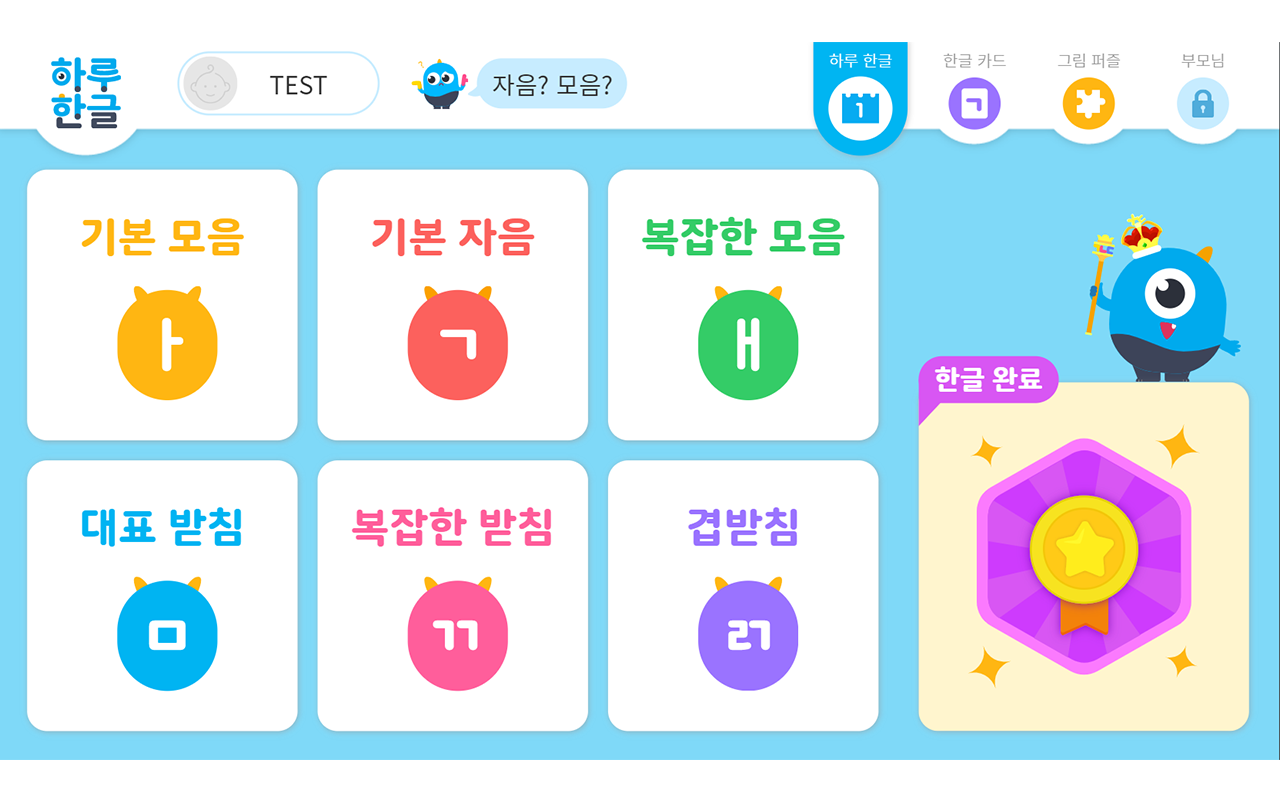 하루
한글
TEST
자음? 모음?
하루 한글
1
한글 카드
ㄱ
그림 퍼즐
부모님
기본 모음
ㅏ
기본 자음
ㄱ
복잡한 모음
ㅐ
대표 받침
ㅁ
복잡한 받침
ㄲ
겹받침
ㄺ
한글 완료